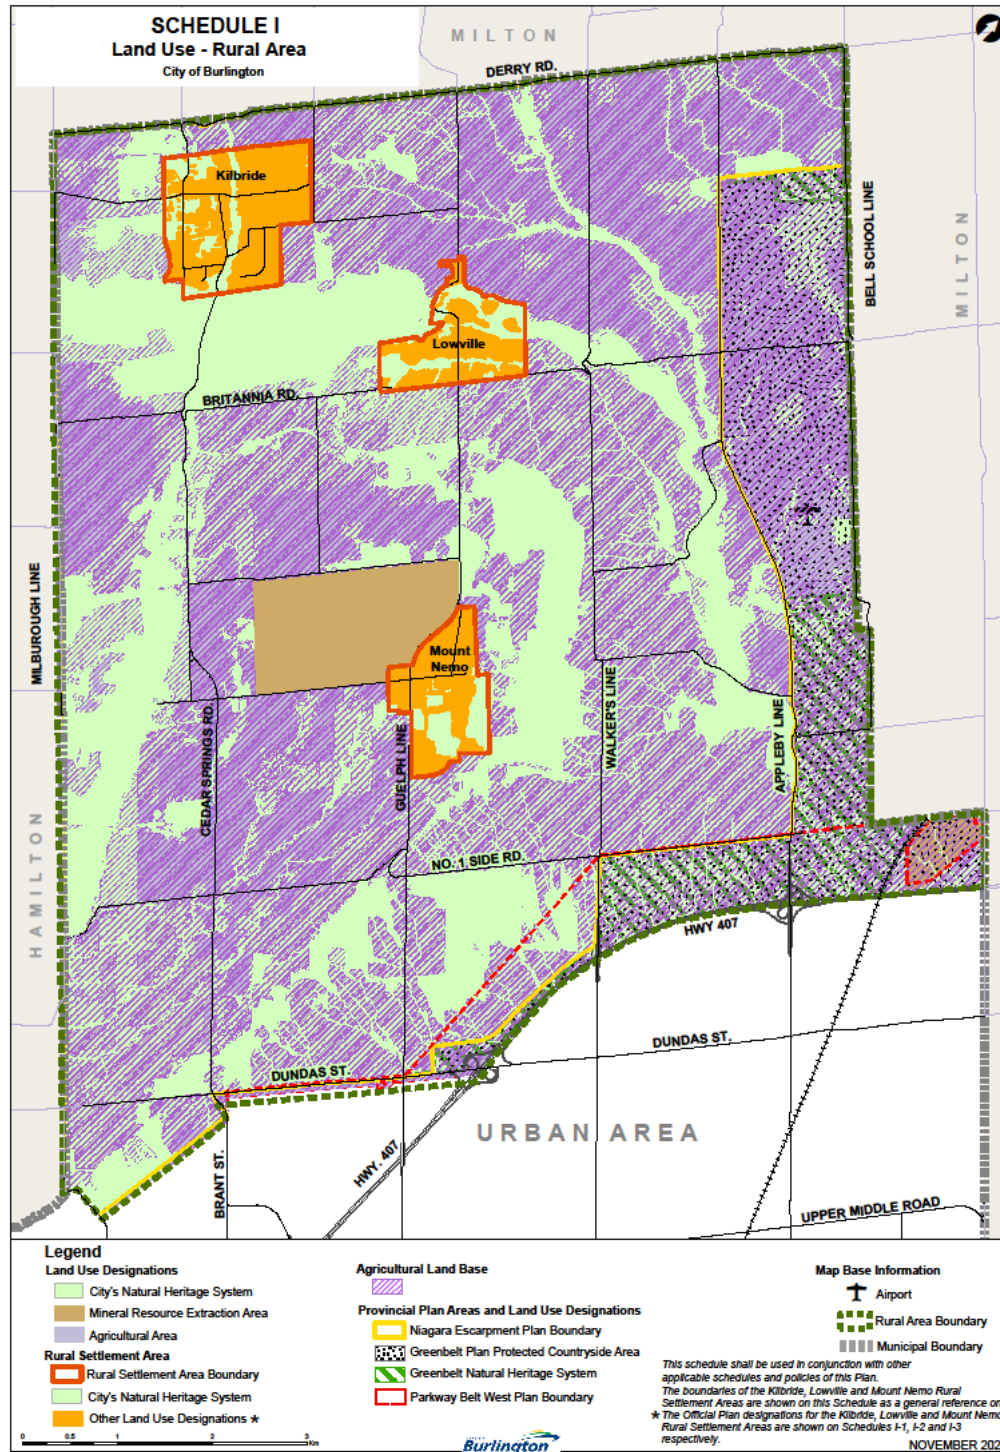 SCHEDULE I
Land Use - Rural Area
City of Burlington
MILTON
DERRY RD.
Kilbride
BELL SCHOOL LINE
MILTON
Lowville
BRITANNIA RD.
MILBUROUGH LINE
Mount
Nemo
CEDAR SPRINGS RD.
GUELPH LINE
WALKER'S LINE
APPLEBY LINE
HAMILTON
NO. 1 SIDE RD.
HWY 407
DUNDAS ST.
DUNDAS ST.
URBAN AREA
BRANT ST.
HWY. 407
UPPER MIDDLE ROAD
Legend
Land Use Designations
City's Natural Heritage System
Mineral Resource Extraction Area
Agricultural Area
Rural Settlement Area
Rural Settlement Area Boundary
City's Natural Heritage System
Other Land Use Designations *
0 0.5 1 2 3 Km
Agricultural Land Base
Provincial Plan Areas and Land Use Designations
Niagara Escarpment Plan Boundary
Greenbelt Plan Protected Countryside Area
Greenbelt Natural Heritage System
Parkway Belt West Plan Boundary
Burlington
Map Base Information
Airport
Rural Area Boundary
Municipal Boundary
This schedule shall be used in conjunction with other
applicable schedules and policies of this Plan.
The boundaries of the Kilbride, Lowville and Mount Nemo Rural
Settlement Areas are shown on this Schedule as a general reference on
* The Official Plan designations for the Kilbride, Lowville and Mount Nemo
Rural Settlement Areas are shown on Schedules I-1, I-2 and I-3
respectively.
NOVEMBER 202